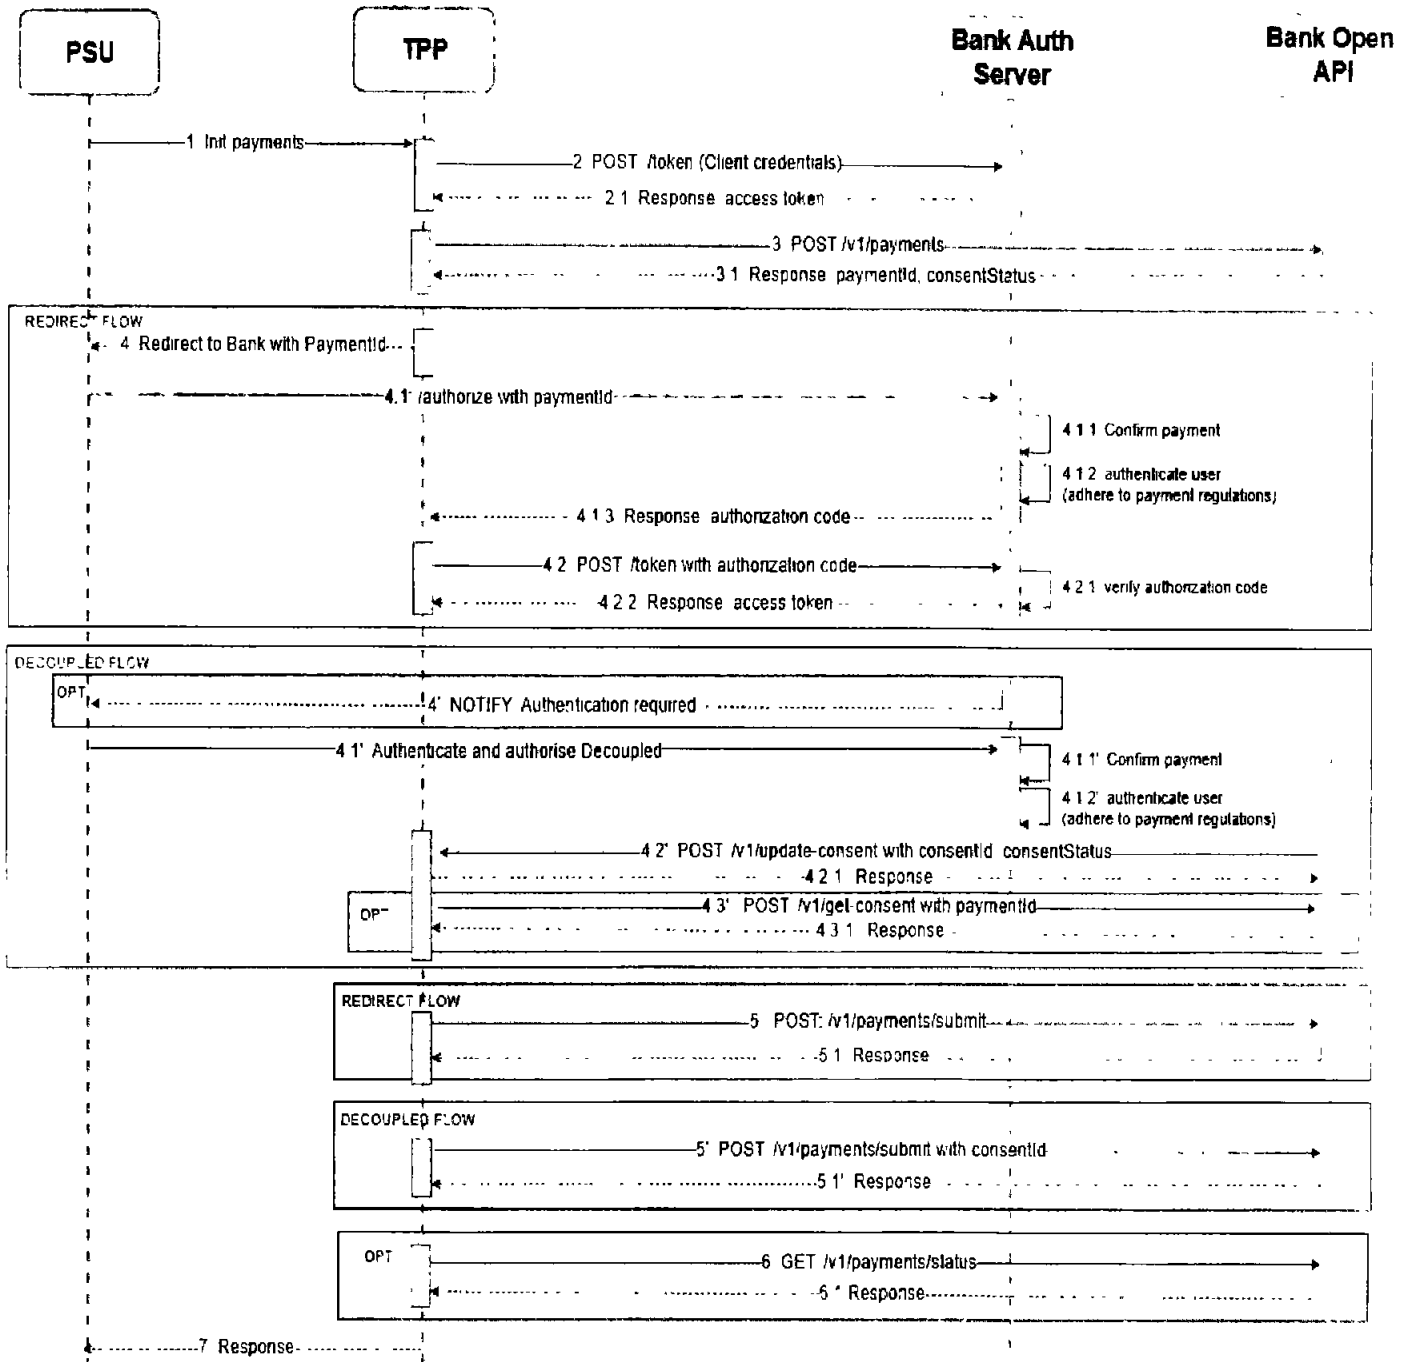 PSU
TPP
Bank Auth
Server
Bank Open
API
1 Init payments
2 POST /token (Client credentials)
2 1 Response access token
3 POST /v1/payments
3 1 Response paymentId, consentStatus
REDIRECT FLOW
4 Redirect to Bank with PaymentId
4.1 /authorize with paymentId
4 1 1 Confirm payment
4 1 2 authenticate user
(adhere to payment regulations)
4 1 3 Response authorization code
4 2 POST /token with authorization code
4 2 1 verify authorization code
4 2 2 Response access token
DECOUPLED FLOW
OPT
4' NOTIFY Authentication required
4 1' Authenticate and authorise Decoupled
4 1 1' Confirm payment
4 1 2' authenticate user
(adhere to payment regulations)
4 2' POST /v1/update-consent with consentId consentStatus
4 2 1 Response
OPT
4 3' POST /v1/get-consent with paymentId
4 3 1 Response
REDIRECT FLOW
5 POST: /v1/payments/submit
5 1 Response
DECOUPLED FLOW
5' POST /v1/payments/submit with consentId
5 1' Response
OPT
6 GET /v1/payments/status
6 1 Response
7 Response